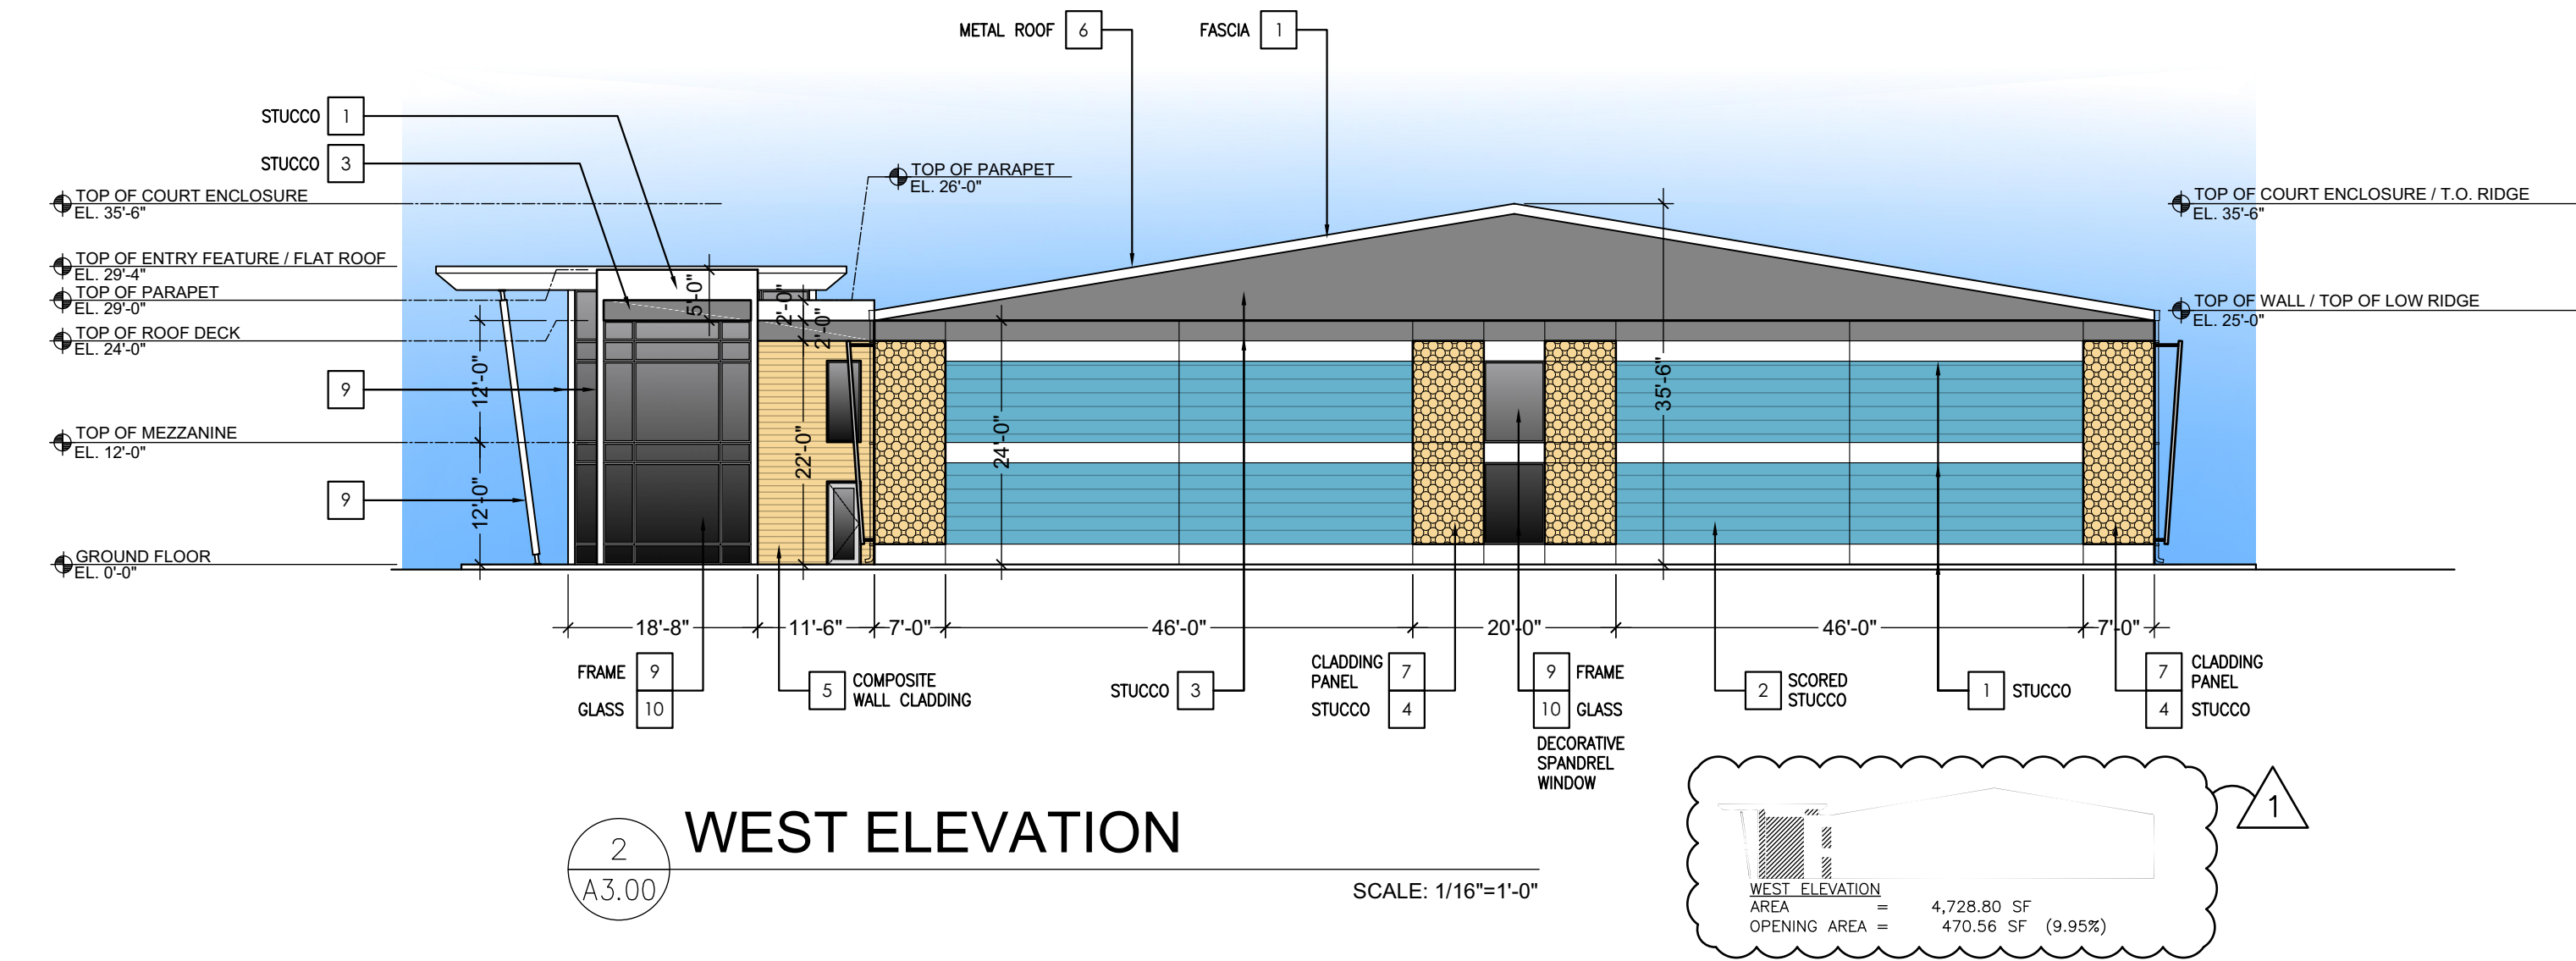 METAL ROOF 6
FASCIA 1
STUCCO 1
STUCCO 3
TOP OF PARAPET
EL. 26'-0"
TOP OF COURT ENCLOSURE
EL. 35'-6"
TOP OF COURT ENCLOSURE / T.O. RIDGE
EL. 35'-6"
TOP OF ENTRY FEATURE / FLAT ROOF
EL. 29'-4"
TOP OF PARAPET
EL. 29'-0"
TOP OF WALL / TOP OF LOW RIDGE
EL. 25'-0"
TOP OF ROOF DECK
EL. 24'-0"
9
TOP OF MEZZANINE
EL. 12'-0"
9
GROUND FLOOR
EL. 0'-0"
12'-0"
12'-0"
5'-0"
2'-0"
2'-0"
22'-0"
24'-0"
35'-6"
18'-8"
11'-6"
7'-0"
46'-0"
20'-0"
46'-0"
7'-0"
FRAME 9
GLASS 10
5 COMPOSITE
WALL CLADDING
STUCCO 3
CLADDING
PANEL 7
STUCCO 4
9 FRAME
10 GLASS
DECORATIVE
SPANDREL
WINDOW
2 SCORED
STUCCO
1 STUCCO
7 CLADDING
PANEL
4 STUCCO
2
A3.00
WEST ELEVATION
SCALE: 1/16"=1'-0"
1
WEST ELEVATION
AREA = 4,728.80 SF
OPENING AREA = 470.56 SF (9.95%)